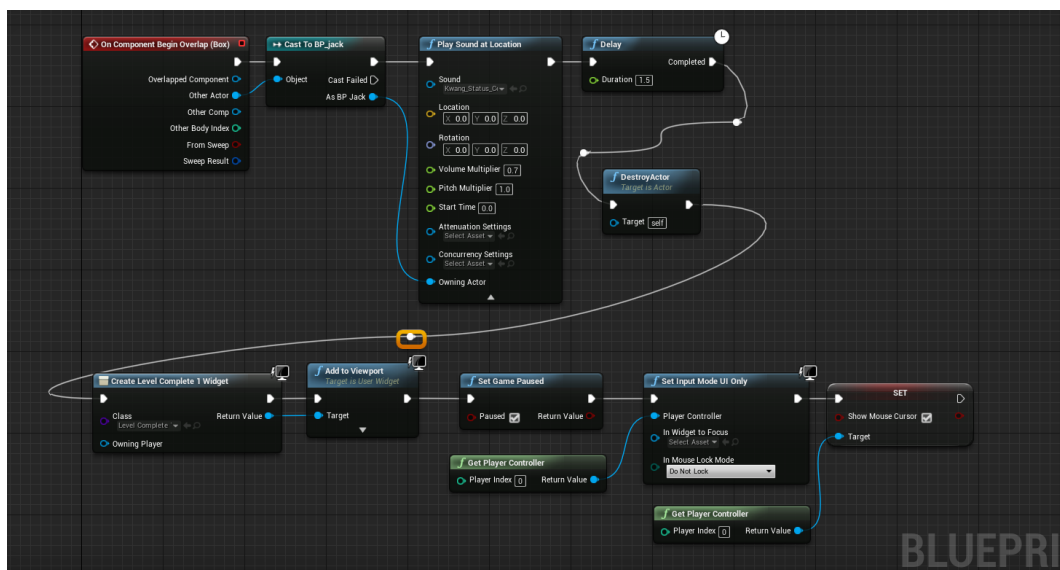 On Component Begin Overlap (Box)
Overlapped Component
Other Actor
Other Comp
Other Body Index
From Sweep
Sweep Result
Cast To BP_jack
Object
Cast Failed
As BP Jack
Play Sound at Location
Sound
Kwang_Status_Co
Location
X 0.0 Y 0.0 Z 0.0
Rotation
X 0.0 Y 0.0 Z 0.0
Volume Multiplier 0.7
Pitch Multiplier 1.0
Start Time 0.0
Attenuation Settings
Select Asset
Concurrency Settings
Select Asset
Owning Actor
Delay
Completed
Duration 1.5
DestroyActor
Target is Actor
Target self
Create Level Complete 1 Widget
Class
Level Complete
Return Value
Owning Player
Add to Viewport
Target is User Widget
Target
Set Game Paused
Paused
Return Value
Get Player Controller
Player Index 0
Return Value
Set Input Mode UI Only
Player Controller
In Widget to Focus
Select Asset
In Mouse Lock Mode
Do Not Lock
Get Player Controller
Player Index 0
Return Value
SET
Show Mouse Cursor
Target
BLUEPRI